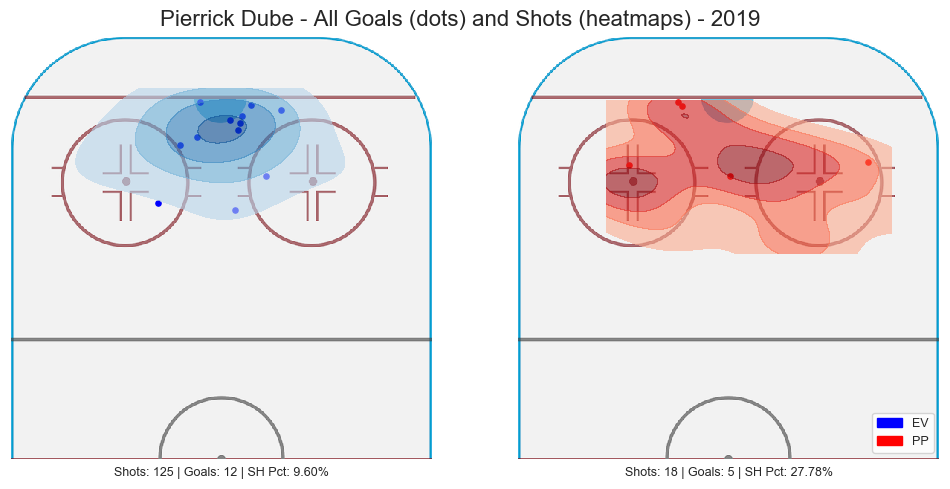 Pierrick Dube - All Goals (dots) and Shots (heatmaps) - 2019
EV
PP
Shots: 125 | Goals: 12 | SH Pct: 9.60%
Shots: 18 | Goals: 5 | SH Pct: 27.78%